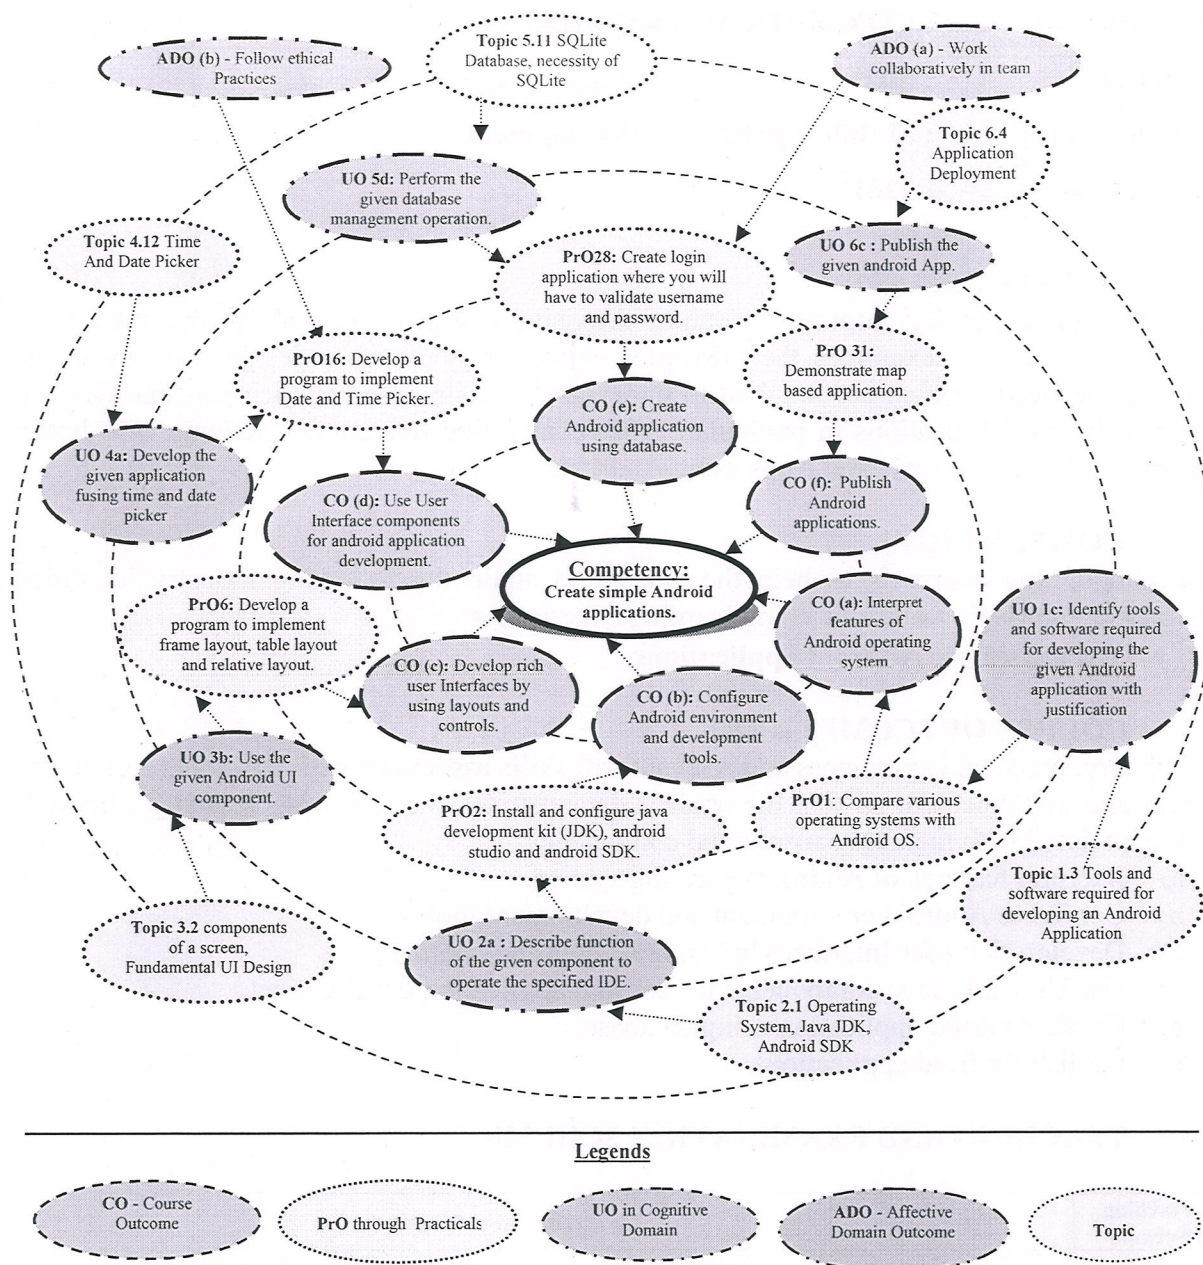 ADO (b) - Follow ethical
Practices
Topic 5.11 SQLite
Database, necessity of
SQLite
ADO (a) - Work
collaboratively in team
Topic 6.4
Application
Deployment
UO 5d: Perform the
given database
management operation.
Topic 4.12 Time
And Date Picker
PrO28: Create login
application where you will
have to validate username
and password.
UO 6c : Publish the
given android App.
PrO16: Develop a
program to implement
Date and Time Picker.
PrO 31:
Demonstrate map
based application.
CO (e): Create
Android application
using database.
UO 4a: Develop the
given application
fusing time and date
picker
CO (d): Use User
Interface components
for android application
development.
CO (f): Publish
Android
applications.
Competency:
Create simple Android
applications.
PrO6: Develop a
program to implement
frame layout, table layout
and relative layout.
CO (a): Interpret
features of
Android operating
system
UO 1c: Identify tools
and software required
for developing the
given Android
application with
justification
CO (c): Develop rich
user Interfaces by
using layouts and
controls.
CO (b): Configure
Android environment
and development
tools.
UO 3b: Use the
given Android UI
component.
PrO2: Install and configure java
development kit (JDK), android
studio and android SDK.
PrO1: Compare various
operating systems with
Android OS.
Topic 1.3 Tools and
software required for
developing an Android
Application
Topic 3.2 components
of a screen,
Fundamental UI Design
UO 2a : Describe function
of the given component to
operate the specified IDE.
Topic 2.1 Operating
System, Java JDK,
Android SDK
Legends
CO - Course
Outcome
PrO through Practicals
UO in Cognitive
Domain
ADO - Affective
Domain Outcome
Topic